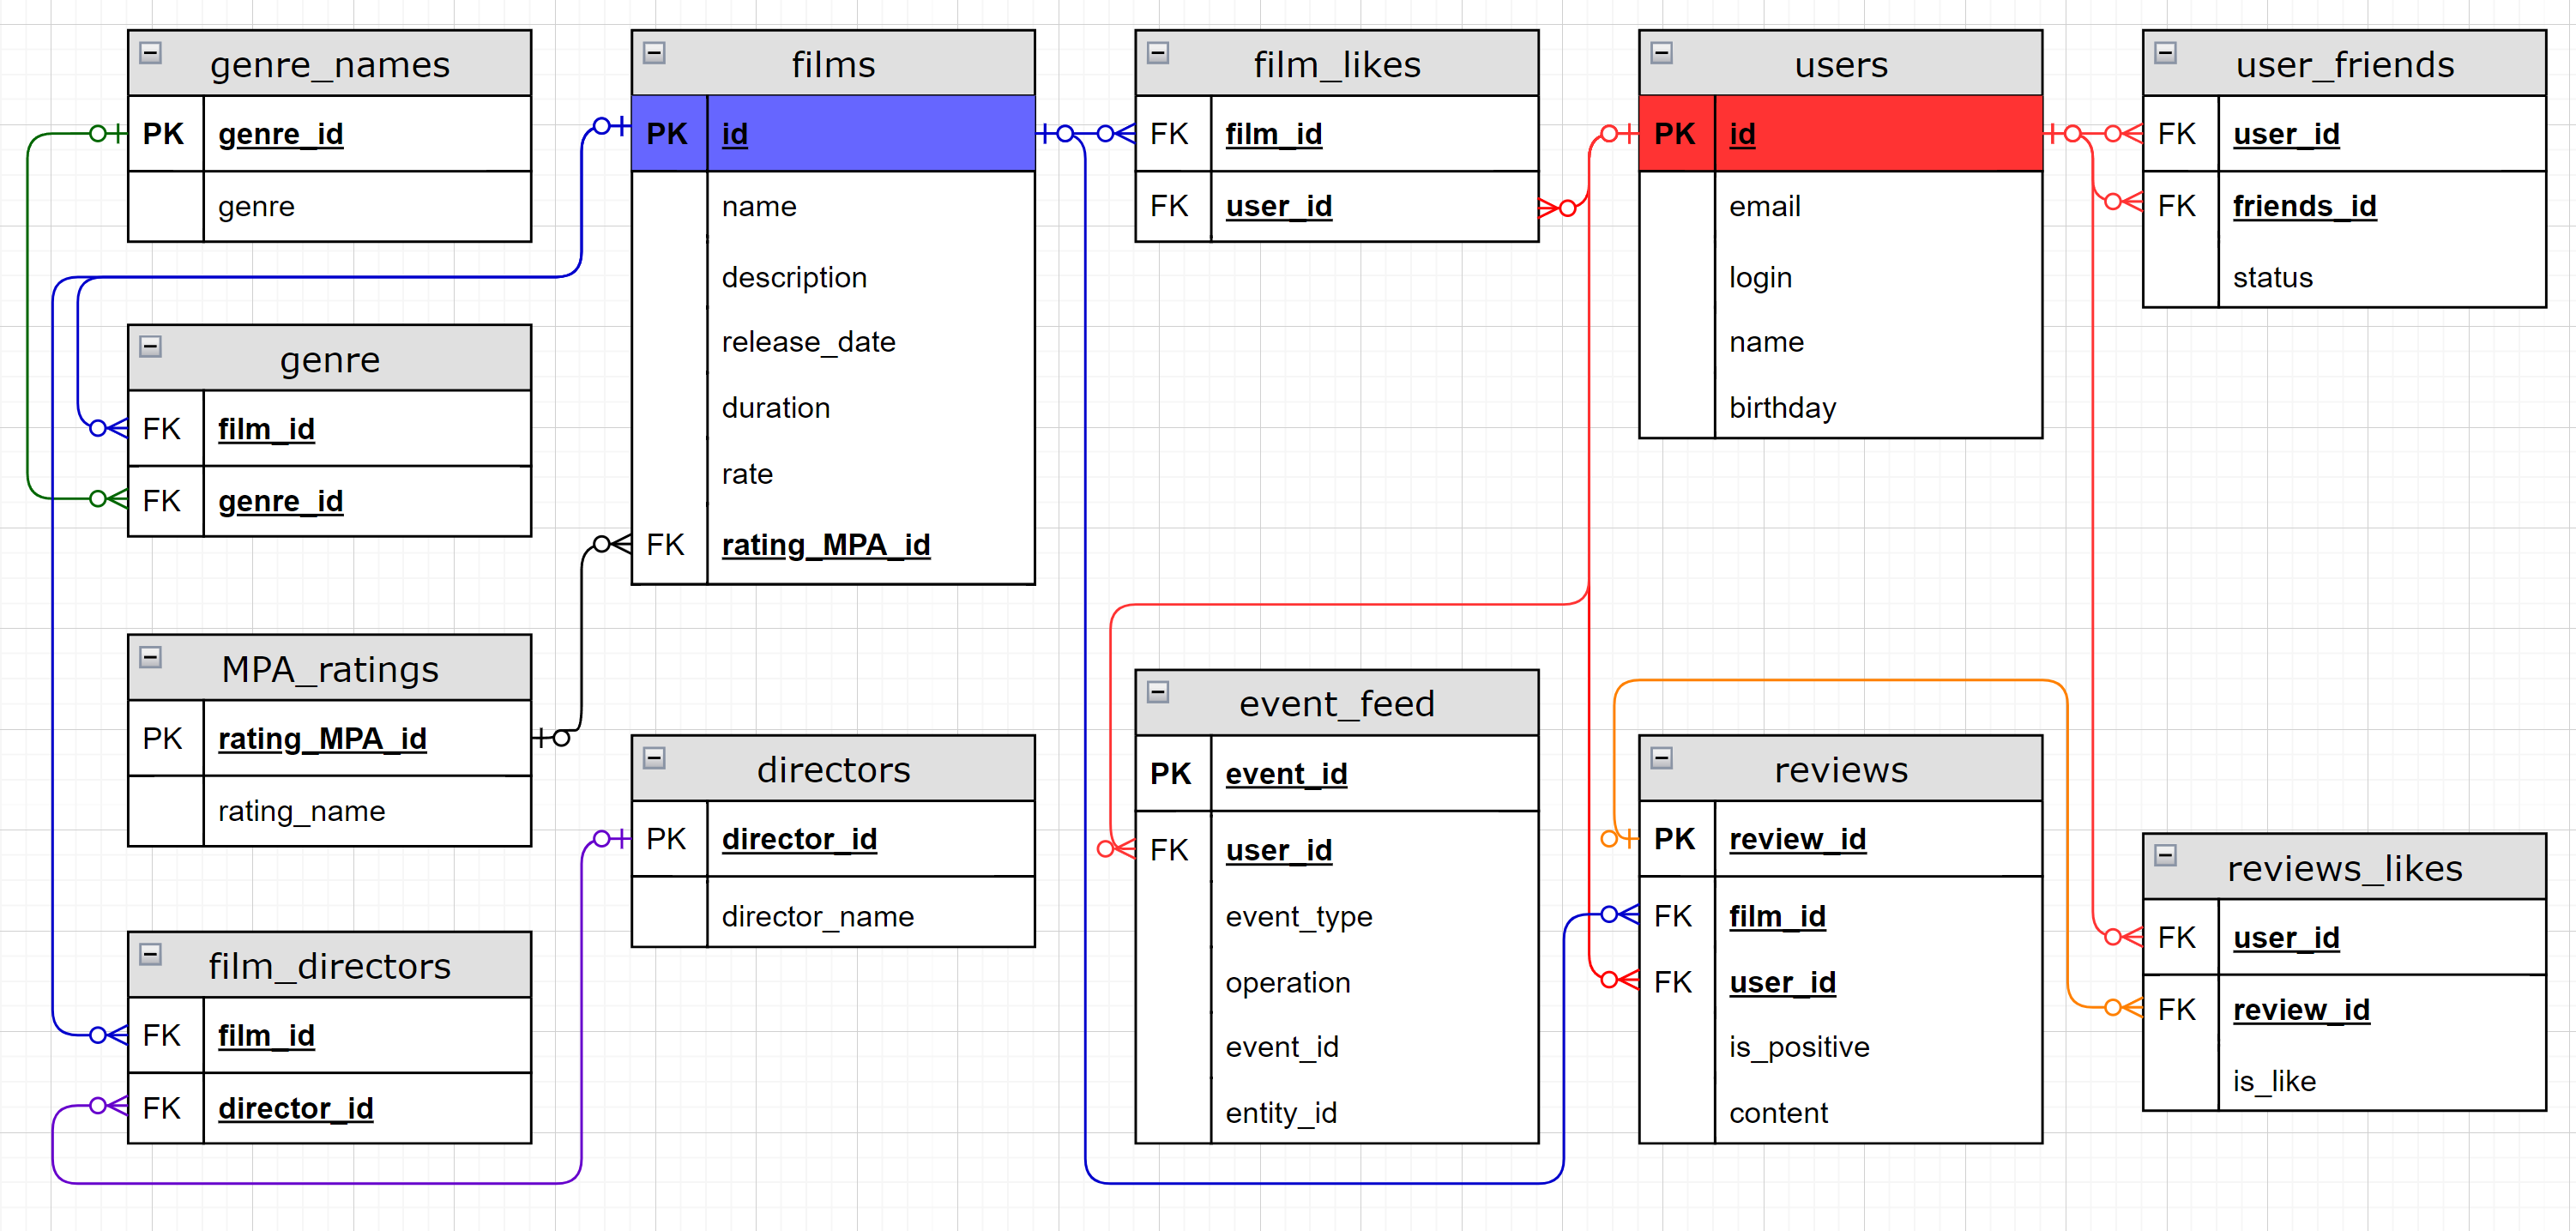 genre_names
PK genre_id
genre
films
PK id
name
description
release_date
duration
rate
FK rating_MPA_id
film_likes
FK film_id
FK user_id
users
PK id
email
login
name
birthday
user_friends
FK user_id
FK friends_id
status
genre
FK film_id
FK genre_id
MPA_ratings
PK rating_MPA_id
rating_name
directors
PK director_id
director_name
event_feed
PK event_id
FK user_id
event_type
operation
event_id
entity_id
reviews
PK review_id
FK film_id
FK user_id
is_positive
content
reviews_likes
FK user_id
FK review_id
is_like
film_directors
FK film_id
FK director_id